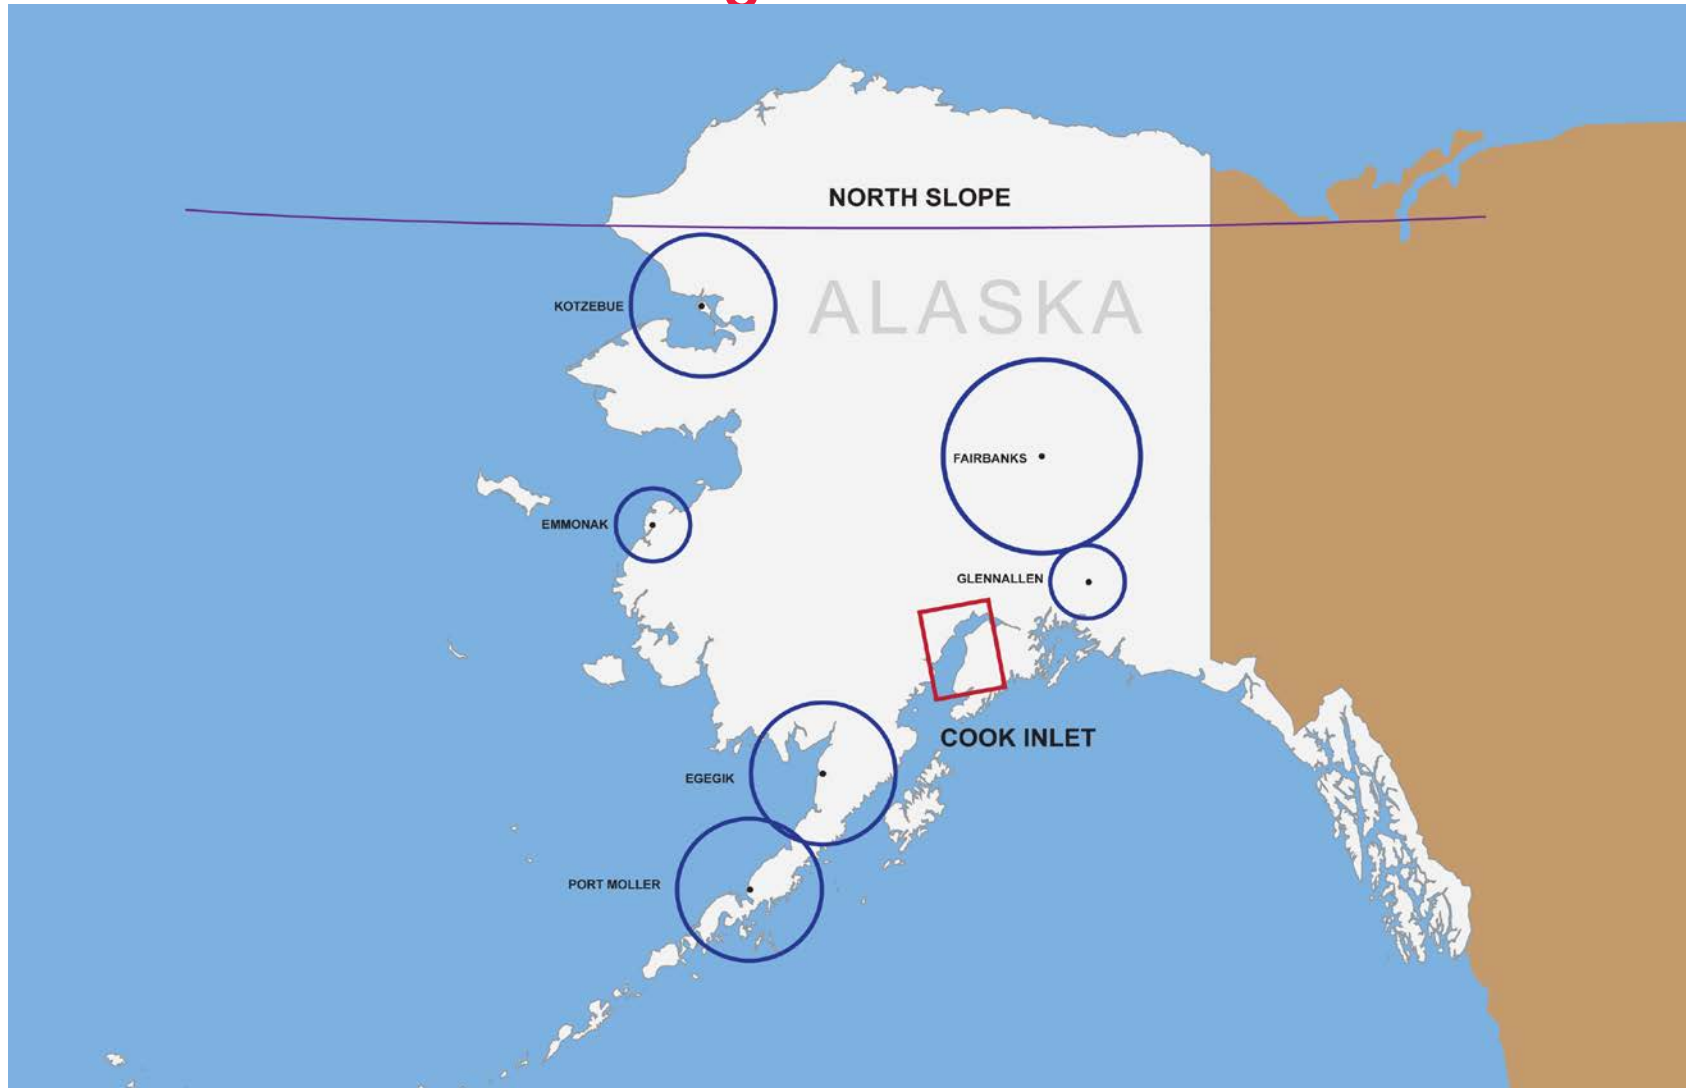 NORTH SLOPE
ALASKA
KOTZEBUE
FAIRBANKS
EMMONAK
GLENNALLEN
COOK INLET
EGEGIK
PORT MOLLER